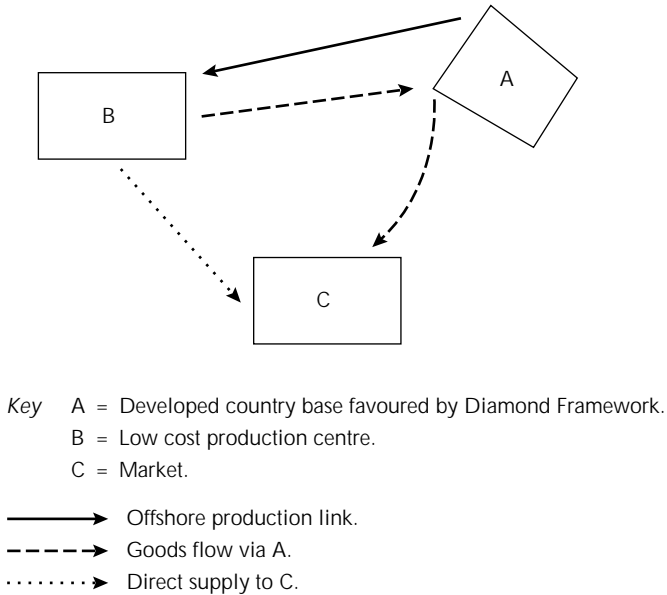 A
B
C
Key A = Developed country base favoured by Diamond Framework.
B = Low cost production centre.
C = Market.
Offshore production link.
Goods flow via A.
Direct supply to C.